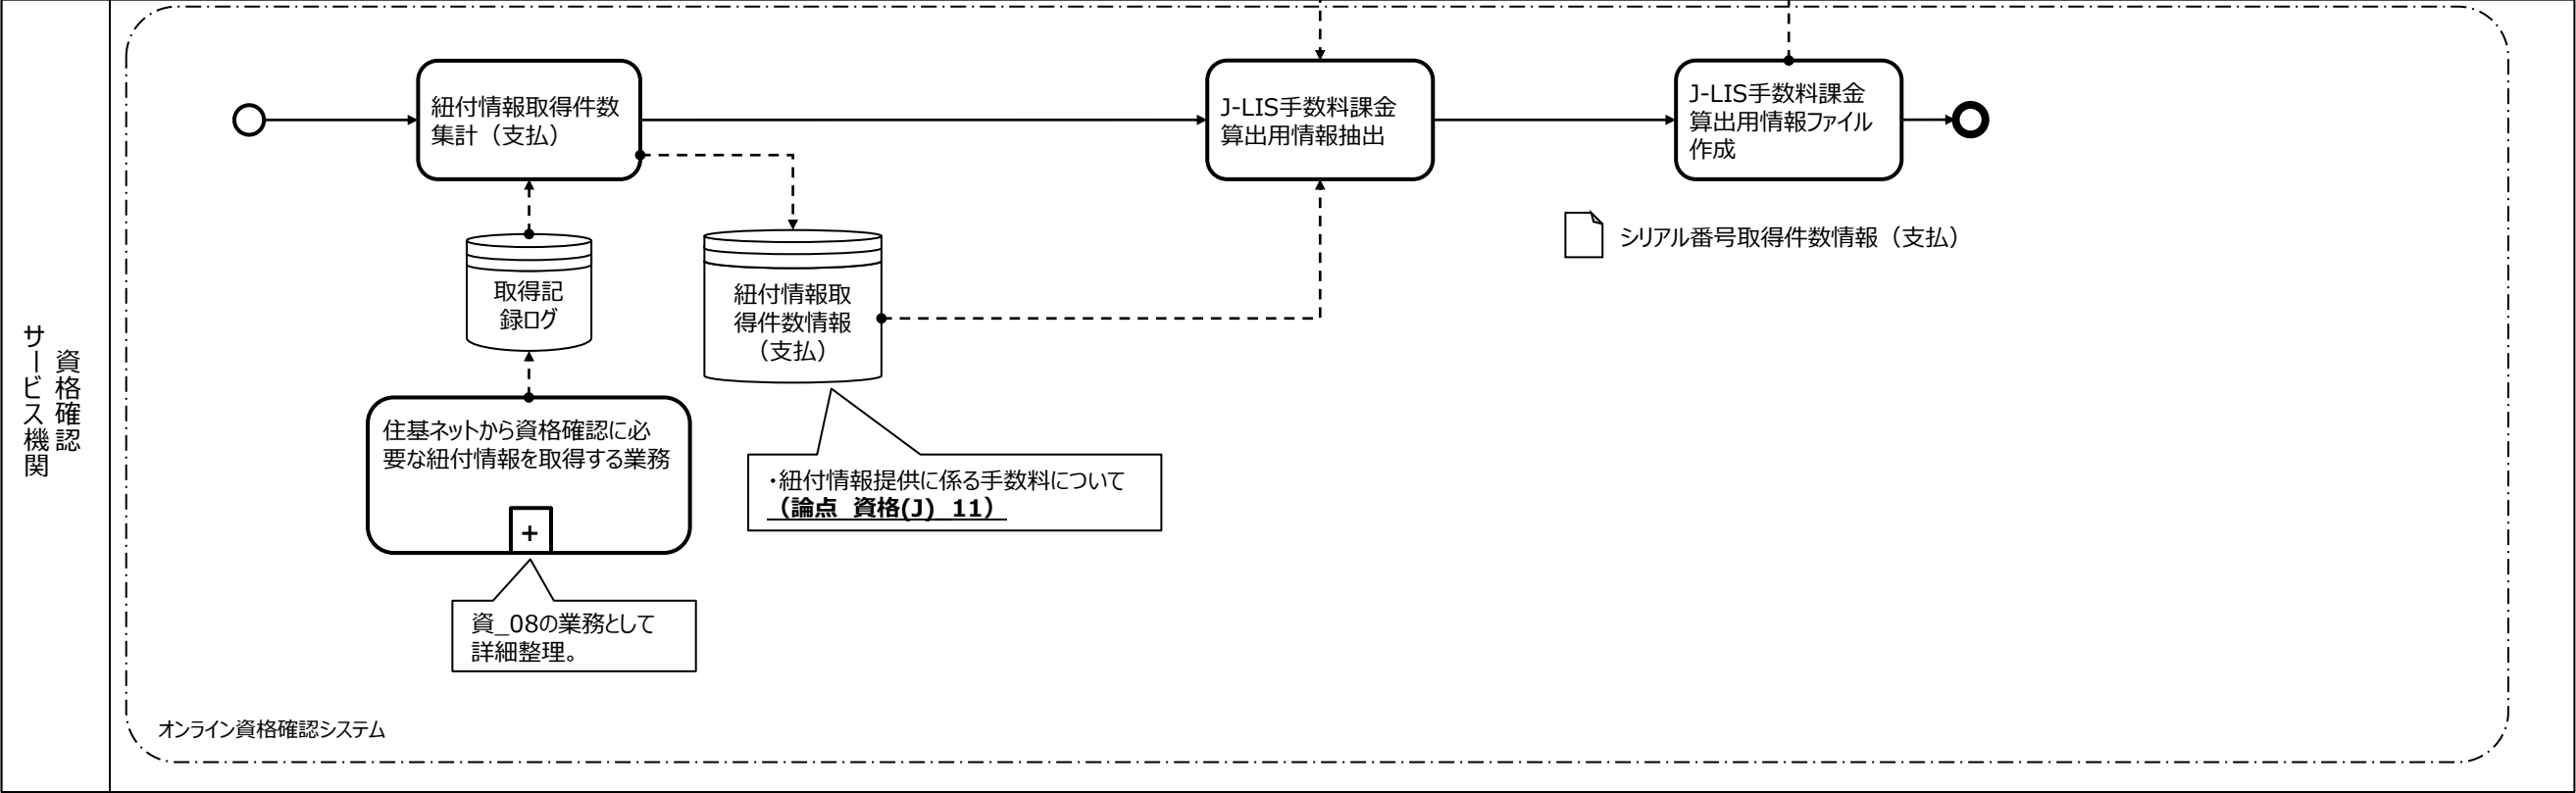 資格確認
サービス機関
紐付情報取得件数
集計（支払）
J-LIS手数料課金
算出用情報抽出
J-LIS手数料課金
算出用情報ファイル
作成
シリアル番号取得件数情報（支払）
取得記
録ログ
紐付情報取
得件数情報
（支払）
住基ネットから資格確認に必
要な紐付情報を取得する業務
+
・紐付情報提供に係る手数料について
（論点　資格(J)_11）
資_08の業務として
詳細整理。
オンライン資格確認システム